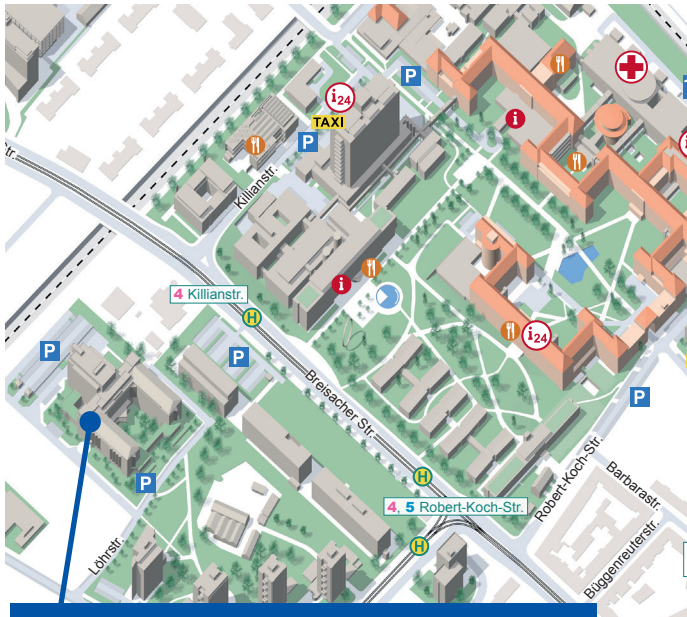 P
i24
TAXI
P
i
Killianstr.
Str.
i
4 Killianstr.
H
P
P
Breisacher Str.
i24
P
H
P
4, 5 Robert-Koch-Str.
Robert-Koch-Str.
Barbarastr.
H
Büggenreuterstr.
Löhrstr.